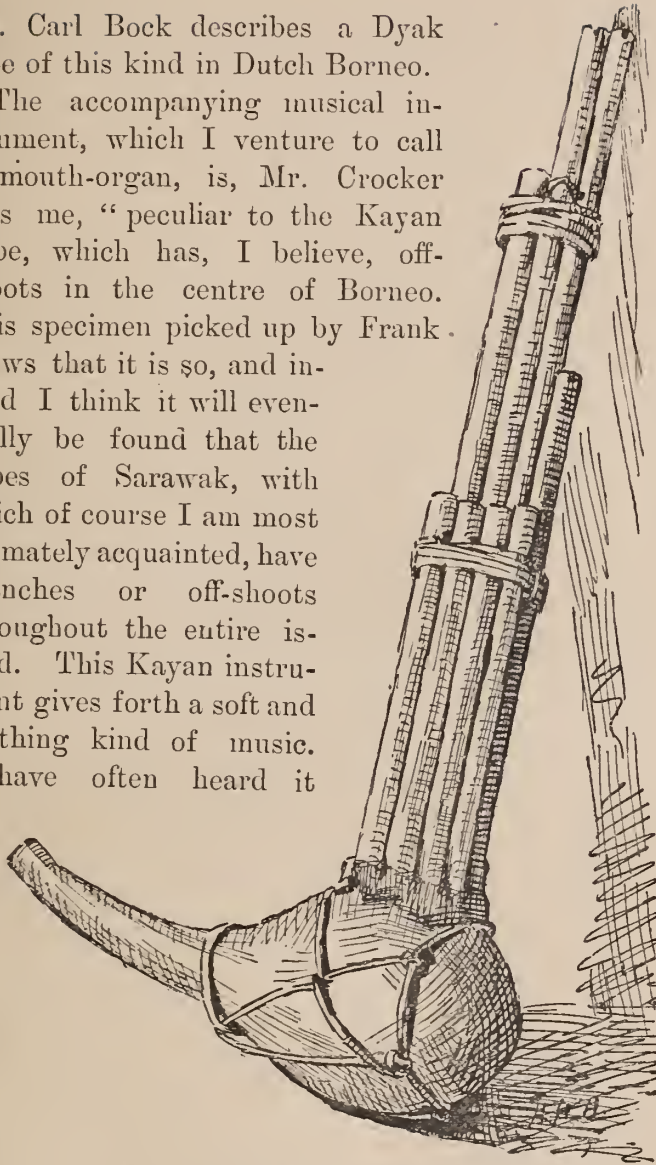 . Carl Bock describes a Dyak
e of this kind in Dutch Borneo.
The accompanying musical in-
ument, which I venture to call
mouth-organ, is, Mr. Crocker
s me, “ peculiar to the Kayan
be, which has, I believe, off-
oots in the centre of Borneo.
is specimen picked up by Frank
ws that it is so, and in-
d I think it will even-
lly be found that the
bes of Sarawak, with
ich of course I am most
mately acquainted, have
nches or off-shoots
oughout the entire is-
d. This Kayan instru-
nt gives forth a soft and
thing kind of music.
have often heard it